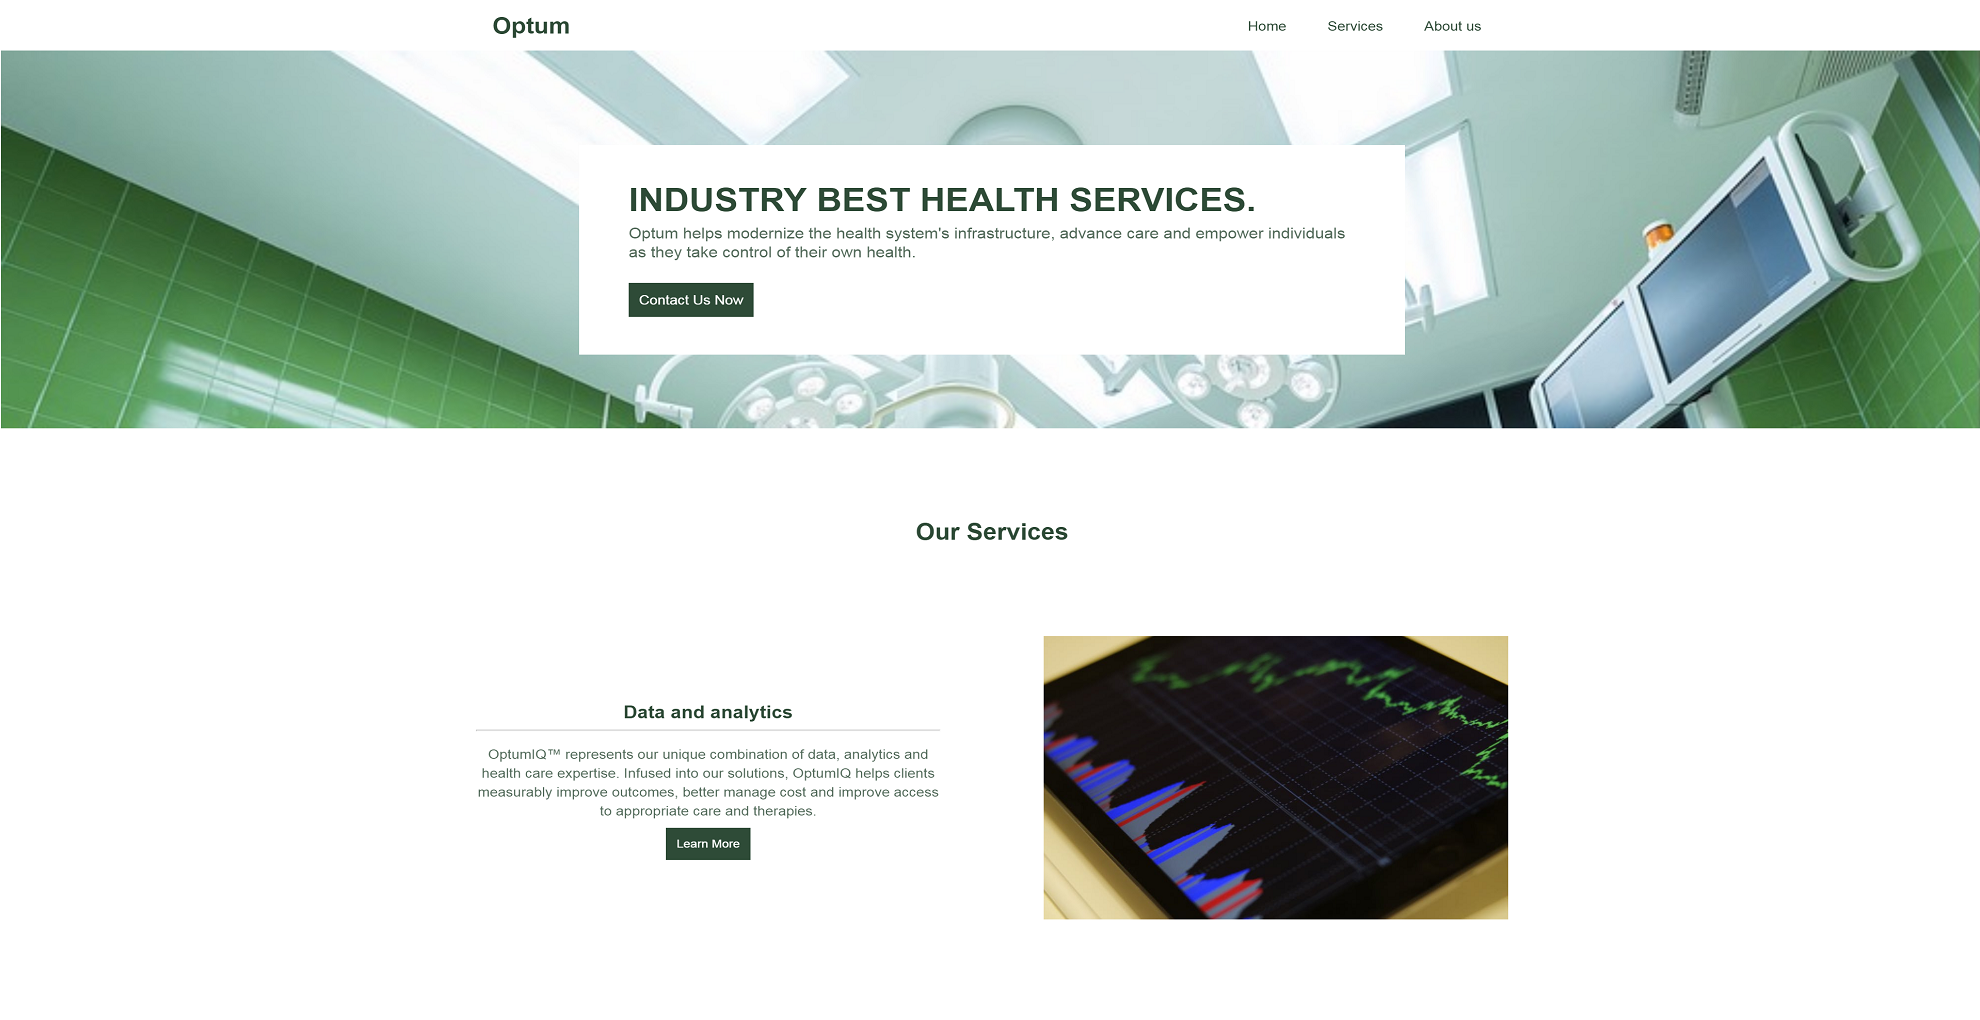 Optum
Home Services About us
INDUSTRY BEST HEALTH SERVICES.
Optum helps modernize the health system's infrastructure, advance care and empower individuals
as they take control of their own health.
Contact Us Now
Our Services
Data and analytics
OptumIQ™ represents our unique combination of data, analytics and
health care expertise. Infused into our solutions, OptumIQ helps clients
measurably improve outcomes, better manage cost and improve access
to appropriate care and therapies.
Learn More